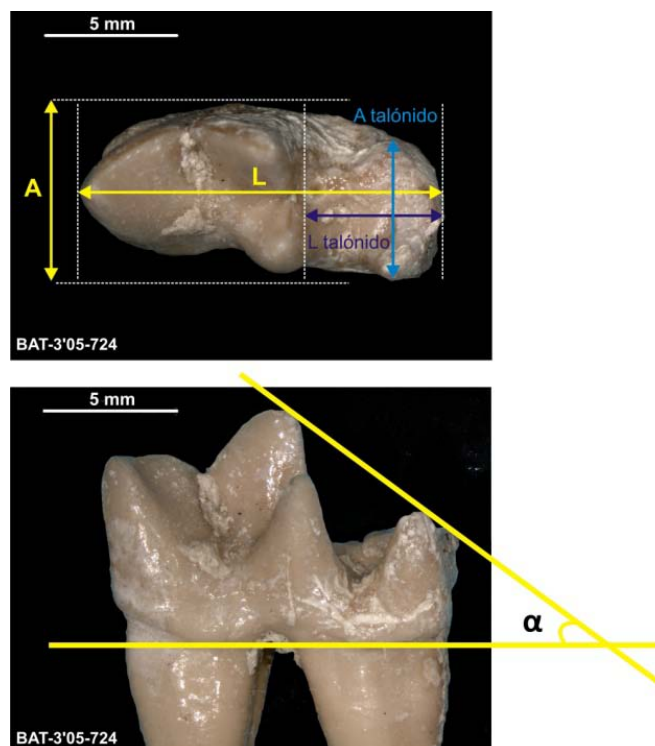 5 mm
A talónido
A
L
L talónido
BAT-3'05-724
5 mm
α
BAT-3'05-724